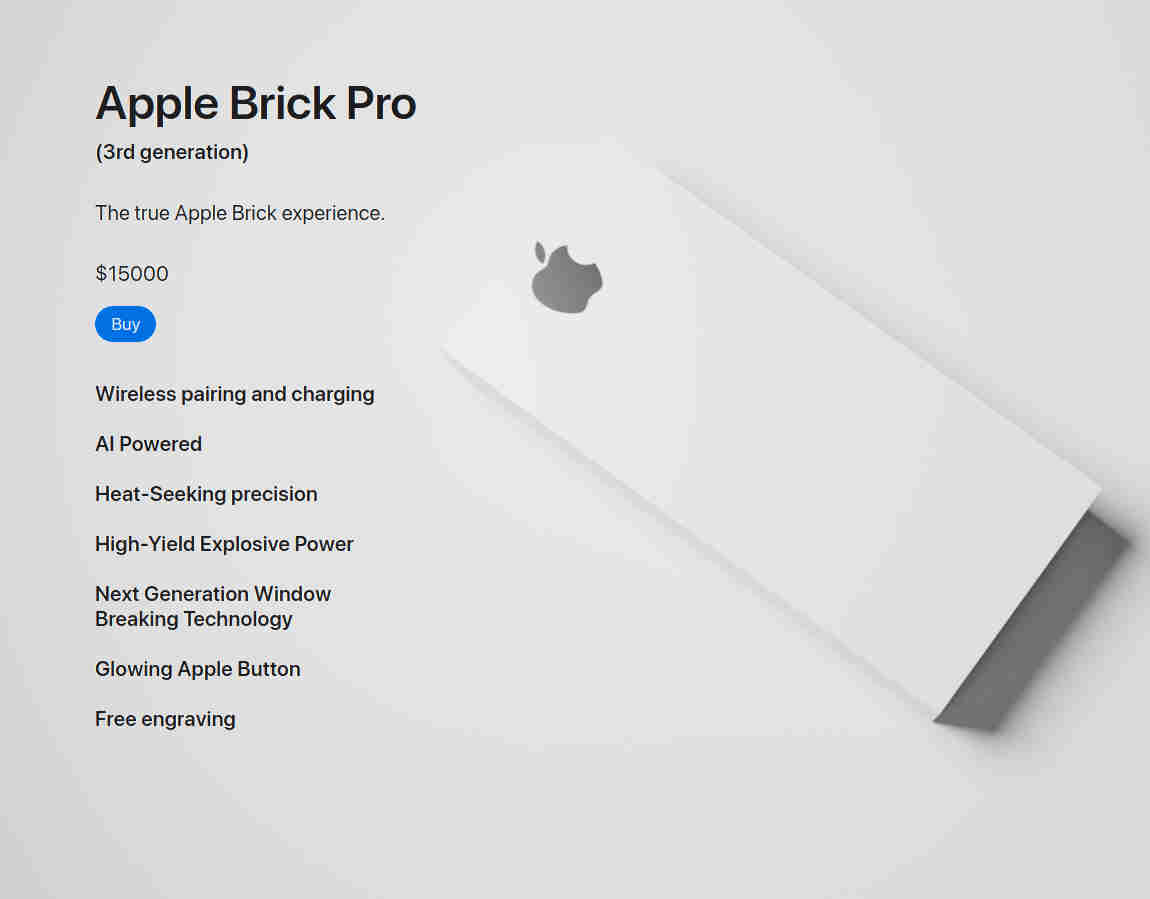 Apple Brick Pro
(3rd generation)
The true Apple Brick experience.
$15000
Buy
Wireless pairing and charging
AI Powered
Heat-Seeking precision
High-Yield Explosive Power
Next Generation Window
Breaking Technology
Glowing Apple Button
Free engraving